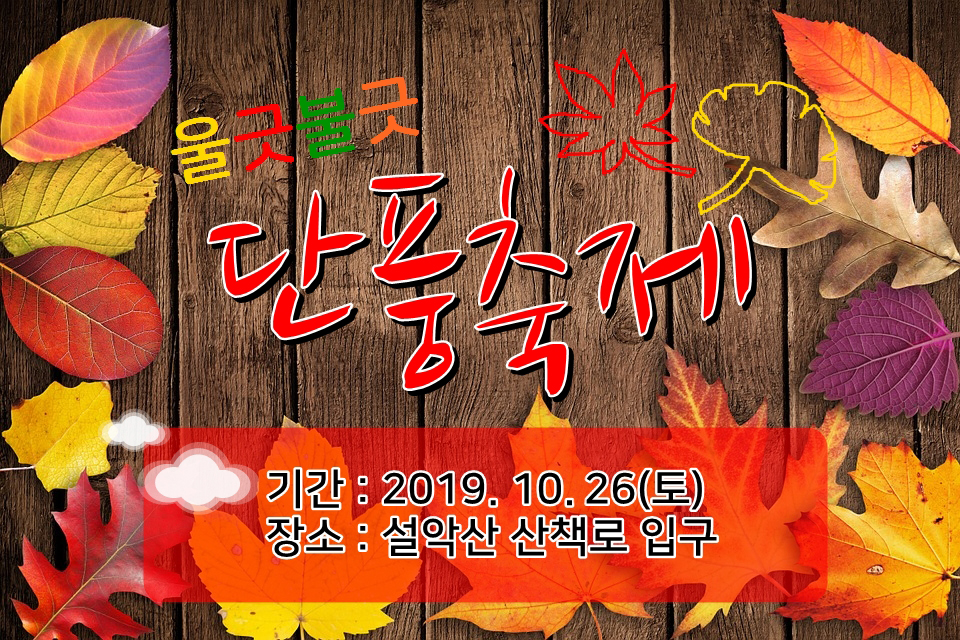 울긋불긋
단풍축제
기간 : 2019. 10. 26(토)
장소 : 설악산 산책로 입구